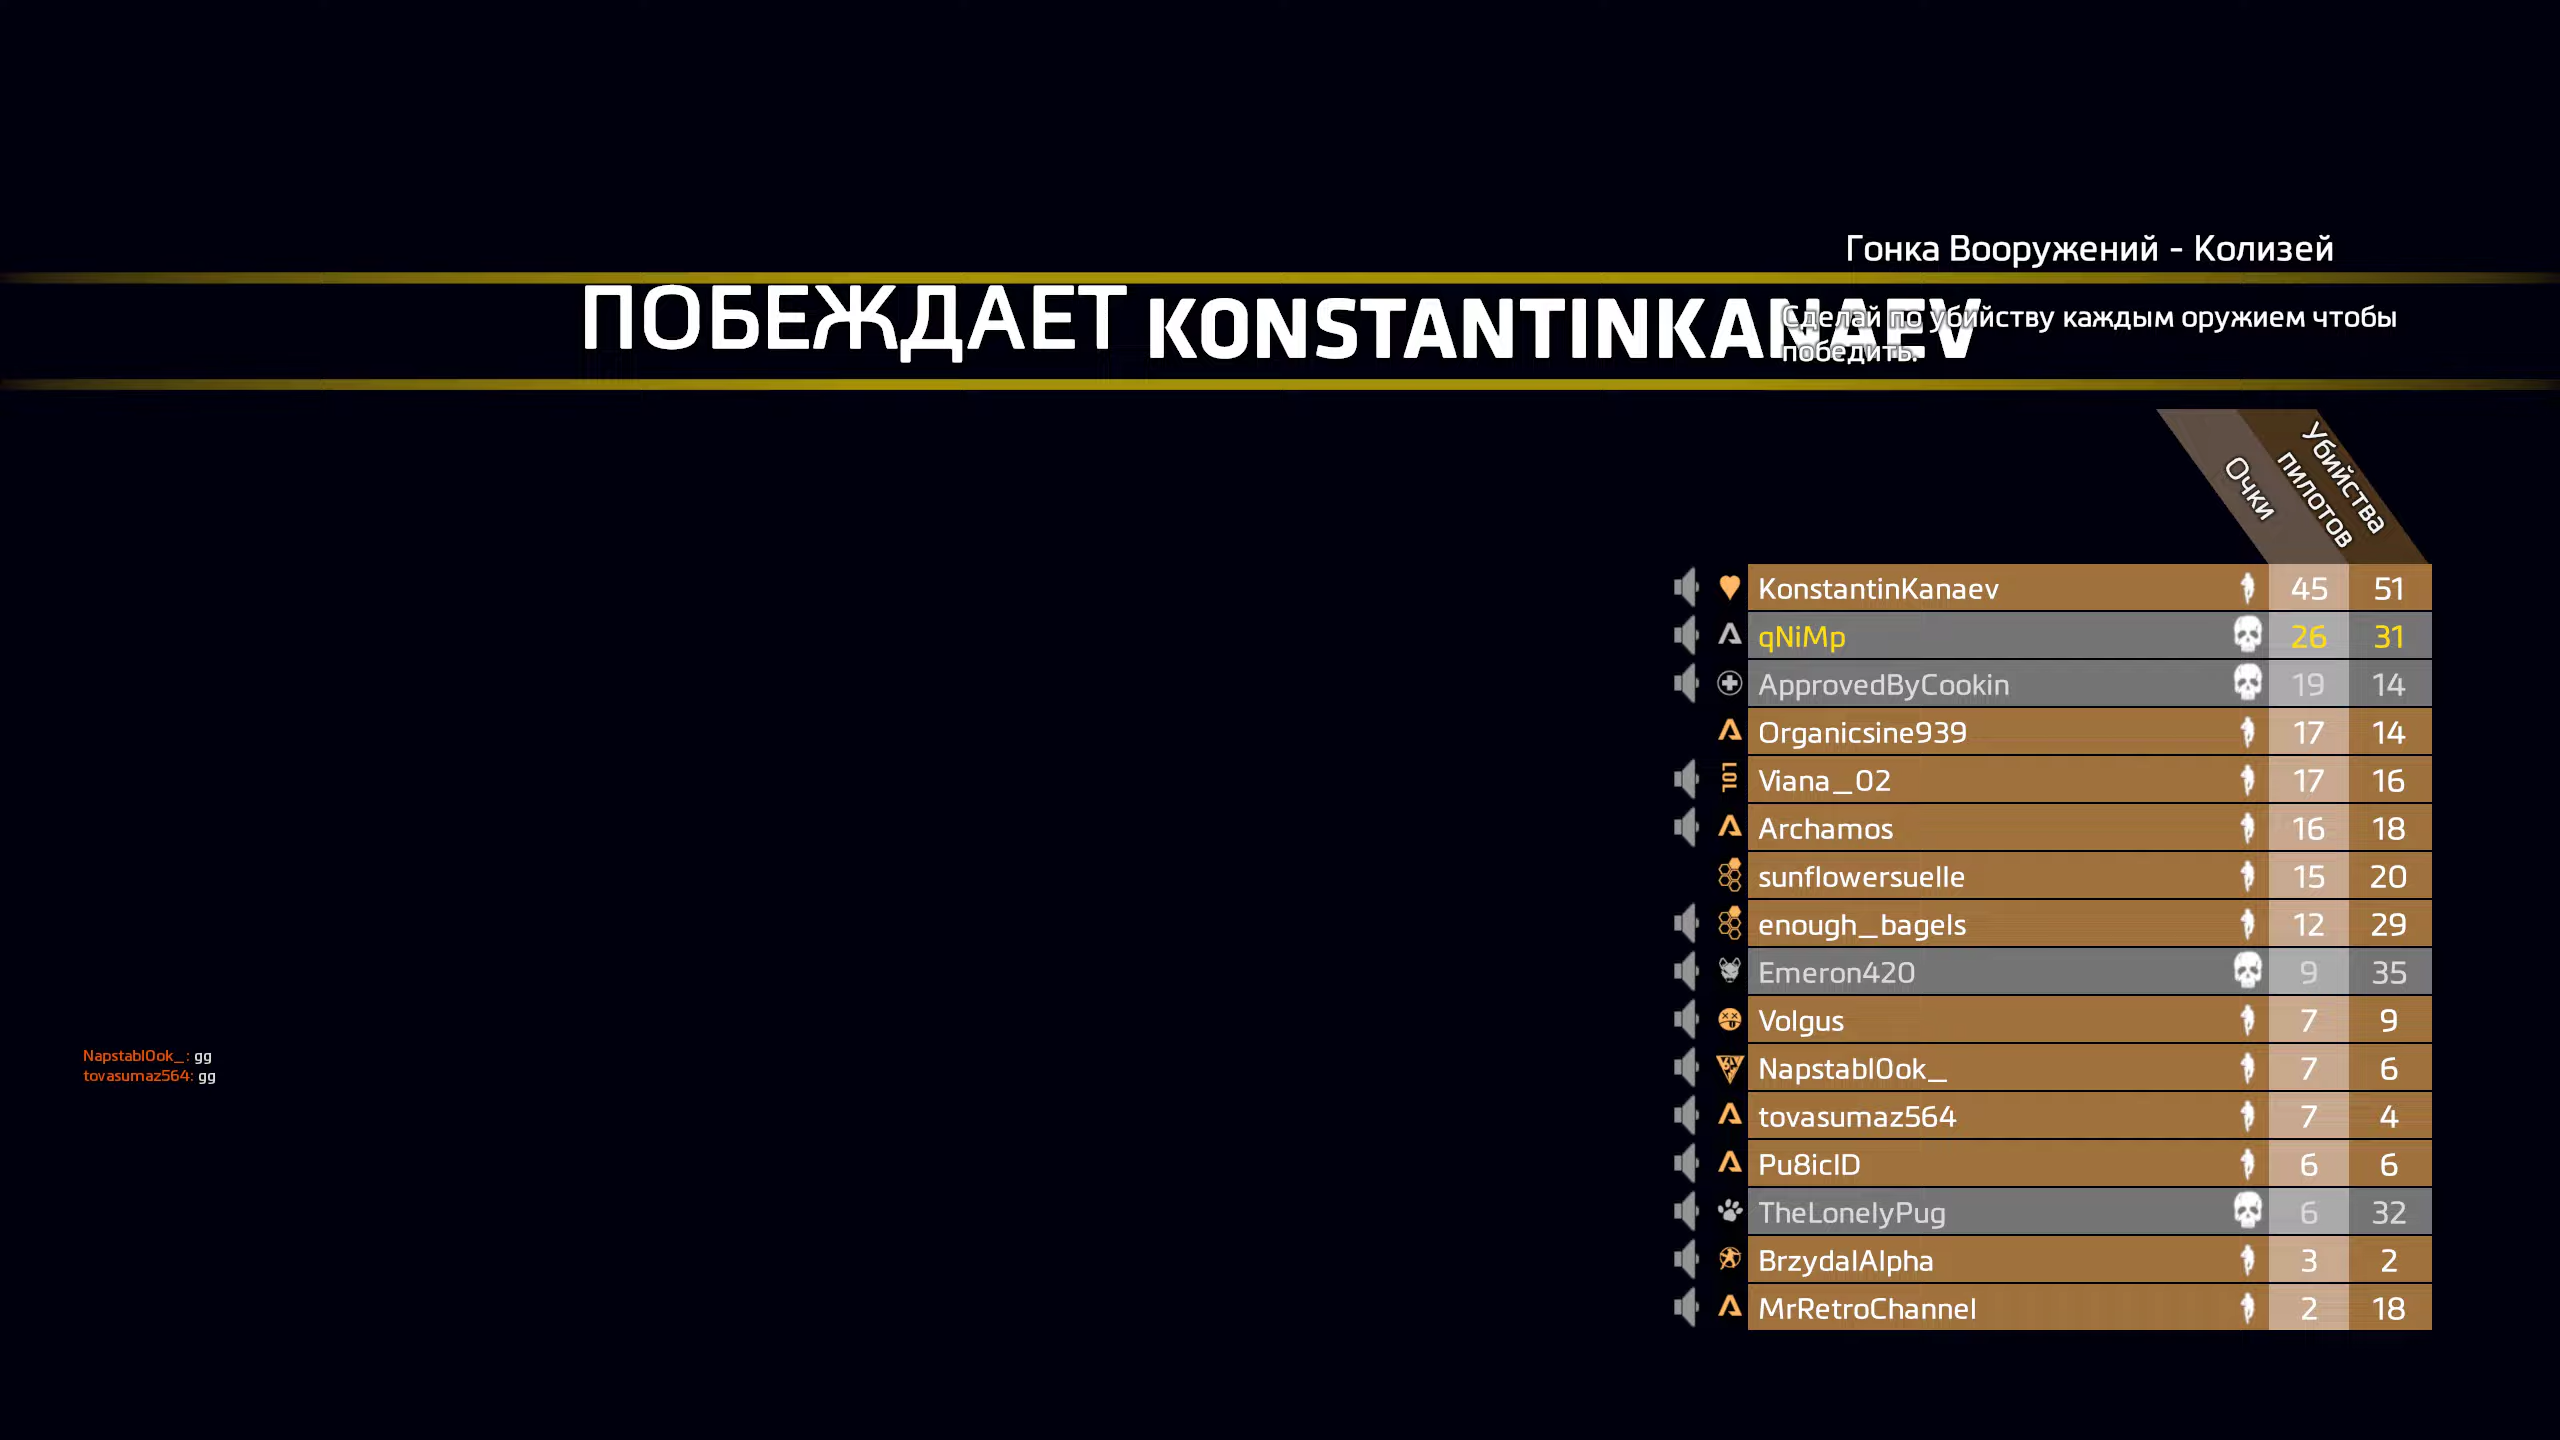 Гонка Вооружений - Колизей
ПОБЕЖДАЕТ KONSTANTINKANAEV
Сделай по убийству каждым оружием чтобы
победить.
Очки
Убийства
пилотов
KonstantinKanaev 45 51
qNiMp 26 31
ApprovedByCookin 19 14
Organicsine939 17 14
LOL Viana_02 17 16
Archamos 16 18
sunflowersuelle 15 20
enough_bagels 12 29
Emeron420 9 35
Volgus 7 9
Napstabl0ok_ 7 6
tovasumaz564 7 4
Pu8icID 6 6
TheLonelyPug 6 32
BrzydalAlpha 3 2
MrRetroChannel 2 18
Napstabl0ok_: gg
tovasumaz564: gg